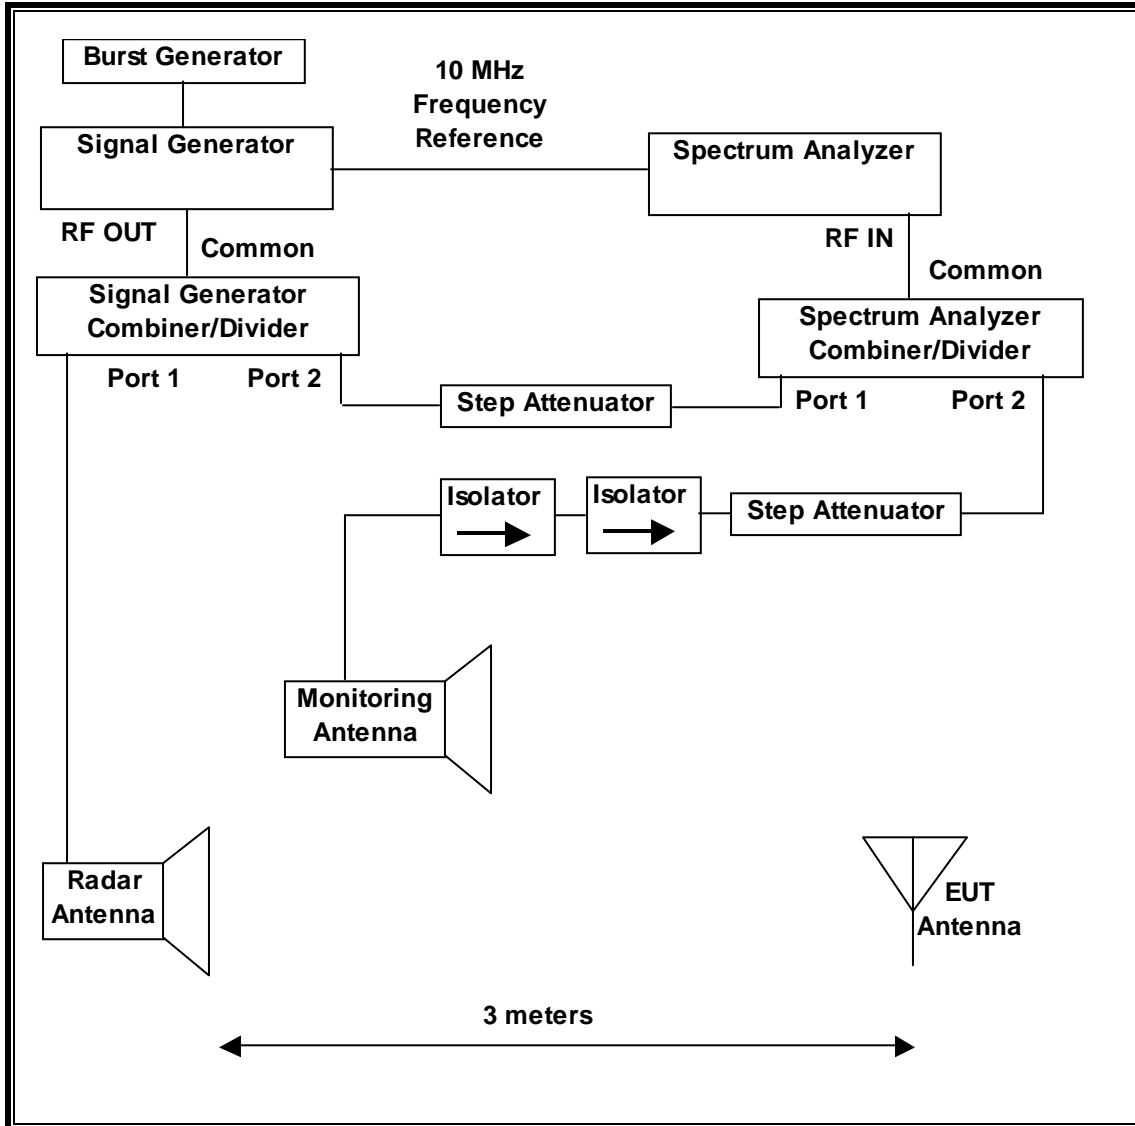 Burst Generator
10 MHz
Frequency
Reference
Signal Generator
Spectrum Analyzer
RF OUT
Common
RF IN
Common
Signal Generator
Combiner/Divider
Spectrum Analyzer
Combiner/Divider
Port 1
Port 2
Step Attenuator
Port 1
Port 2
Isolator
Isolator
Step Attenuator
Monitoring
Antenna
Radar
Antenna
EUT
Antenna
3 meters